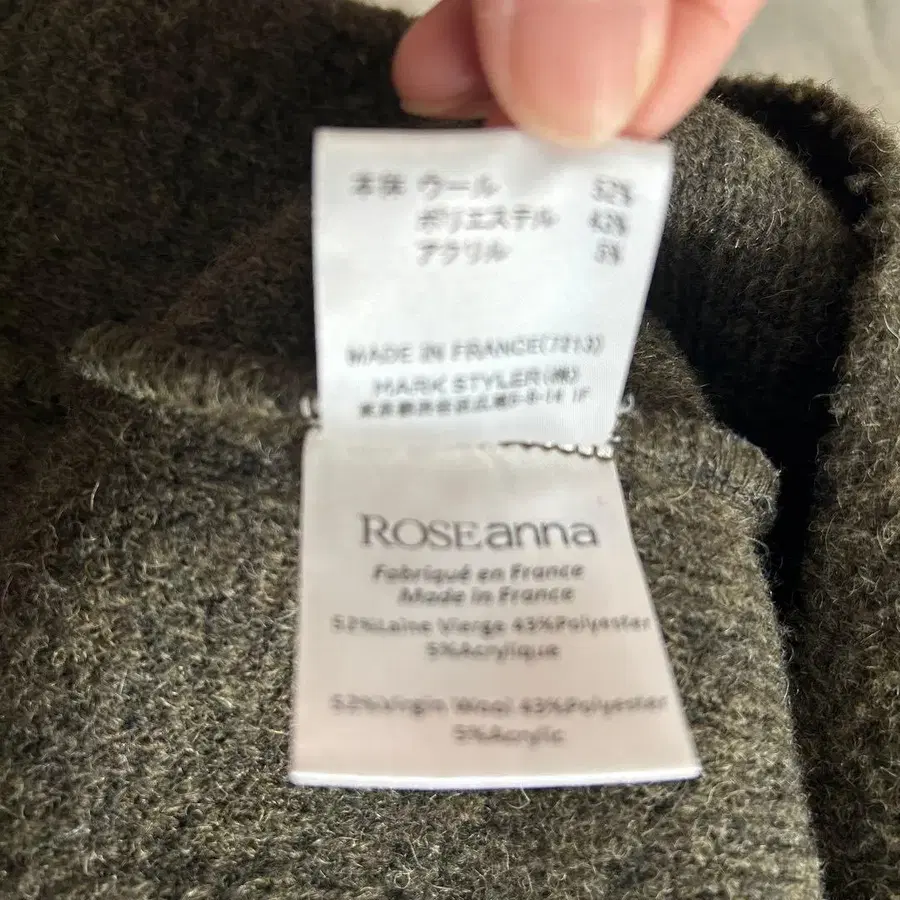 本体 ウール 52%
ポリエステル 43%
アクリル 5%
MADE IN FRANCE(7213)
MARK STYLER(株)
ROSEanna
Fabriqué en France
Made in France
52%Laine Vierge 43%Polyester
5%Acrylique
52%Virgin Wool 43%Polyester
5%Acrylic